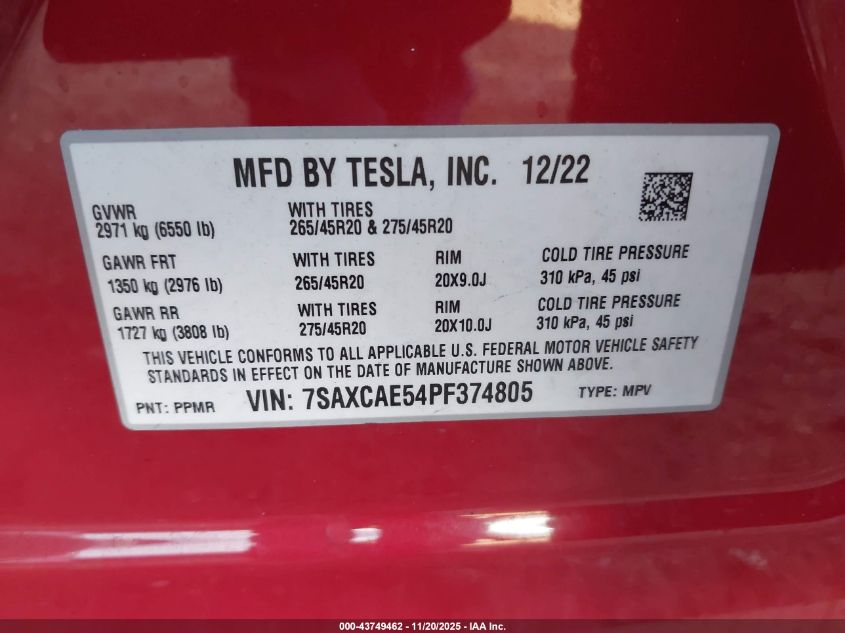 MFD BY TESLA, INC. 12/22
GVWR WITH TIRES
2971 kg (6550 lb) 265/45R20 & 275/45R20
GAWR FRT WITH TIRES RIM COLD TIRE PRESSURE
1350 kg (2976 lb) 265/45R20 20X9.0J 310 kPa, 45 psi
GAWR RR WITH TIRES RIM COLD TIRE PRESSURE
1727 kg (3808 lb) 275/45R20 20X10.0J 310 kPa, 45 psi
THIS VEHICLE CONFORMS TO ALL APPLICABLE U.S. FEDERAL MOTOR VEHICLE SAFETY
STANDARDS IN EFFECT ON THE DATE OF MANUFACTURE SHOWN ABOVE.
PNT: PPMR VIN: 7SAXCAE54PF374805 TYPE: MPV
000-43749462 - 11/20/2025 - IAA Inc.